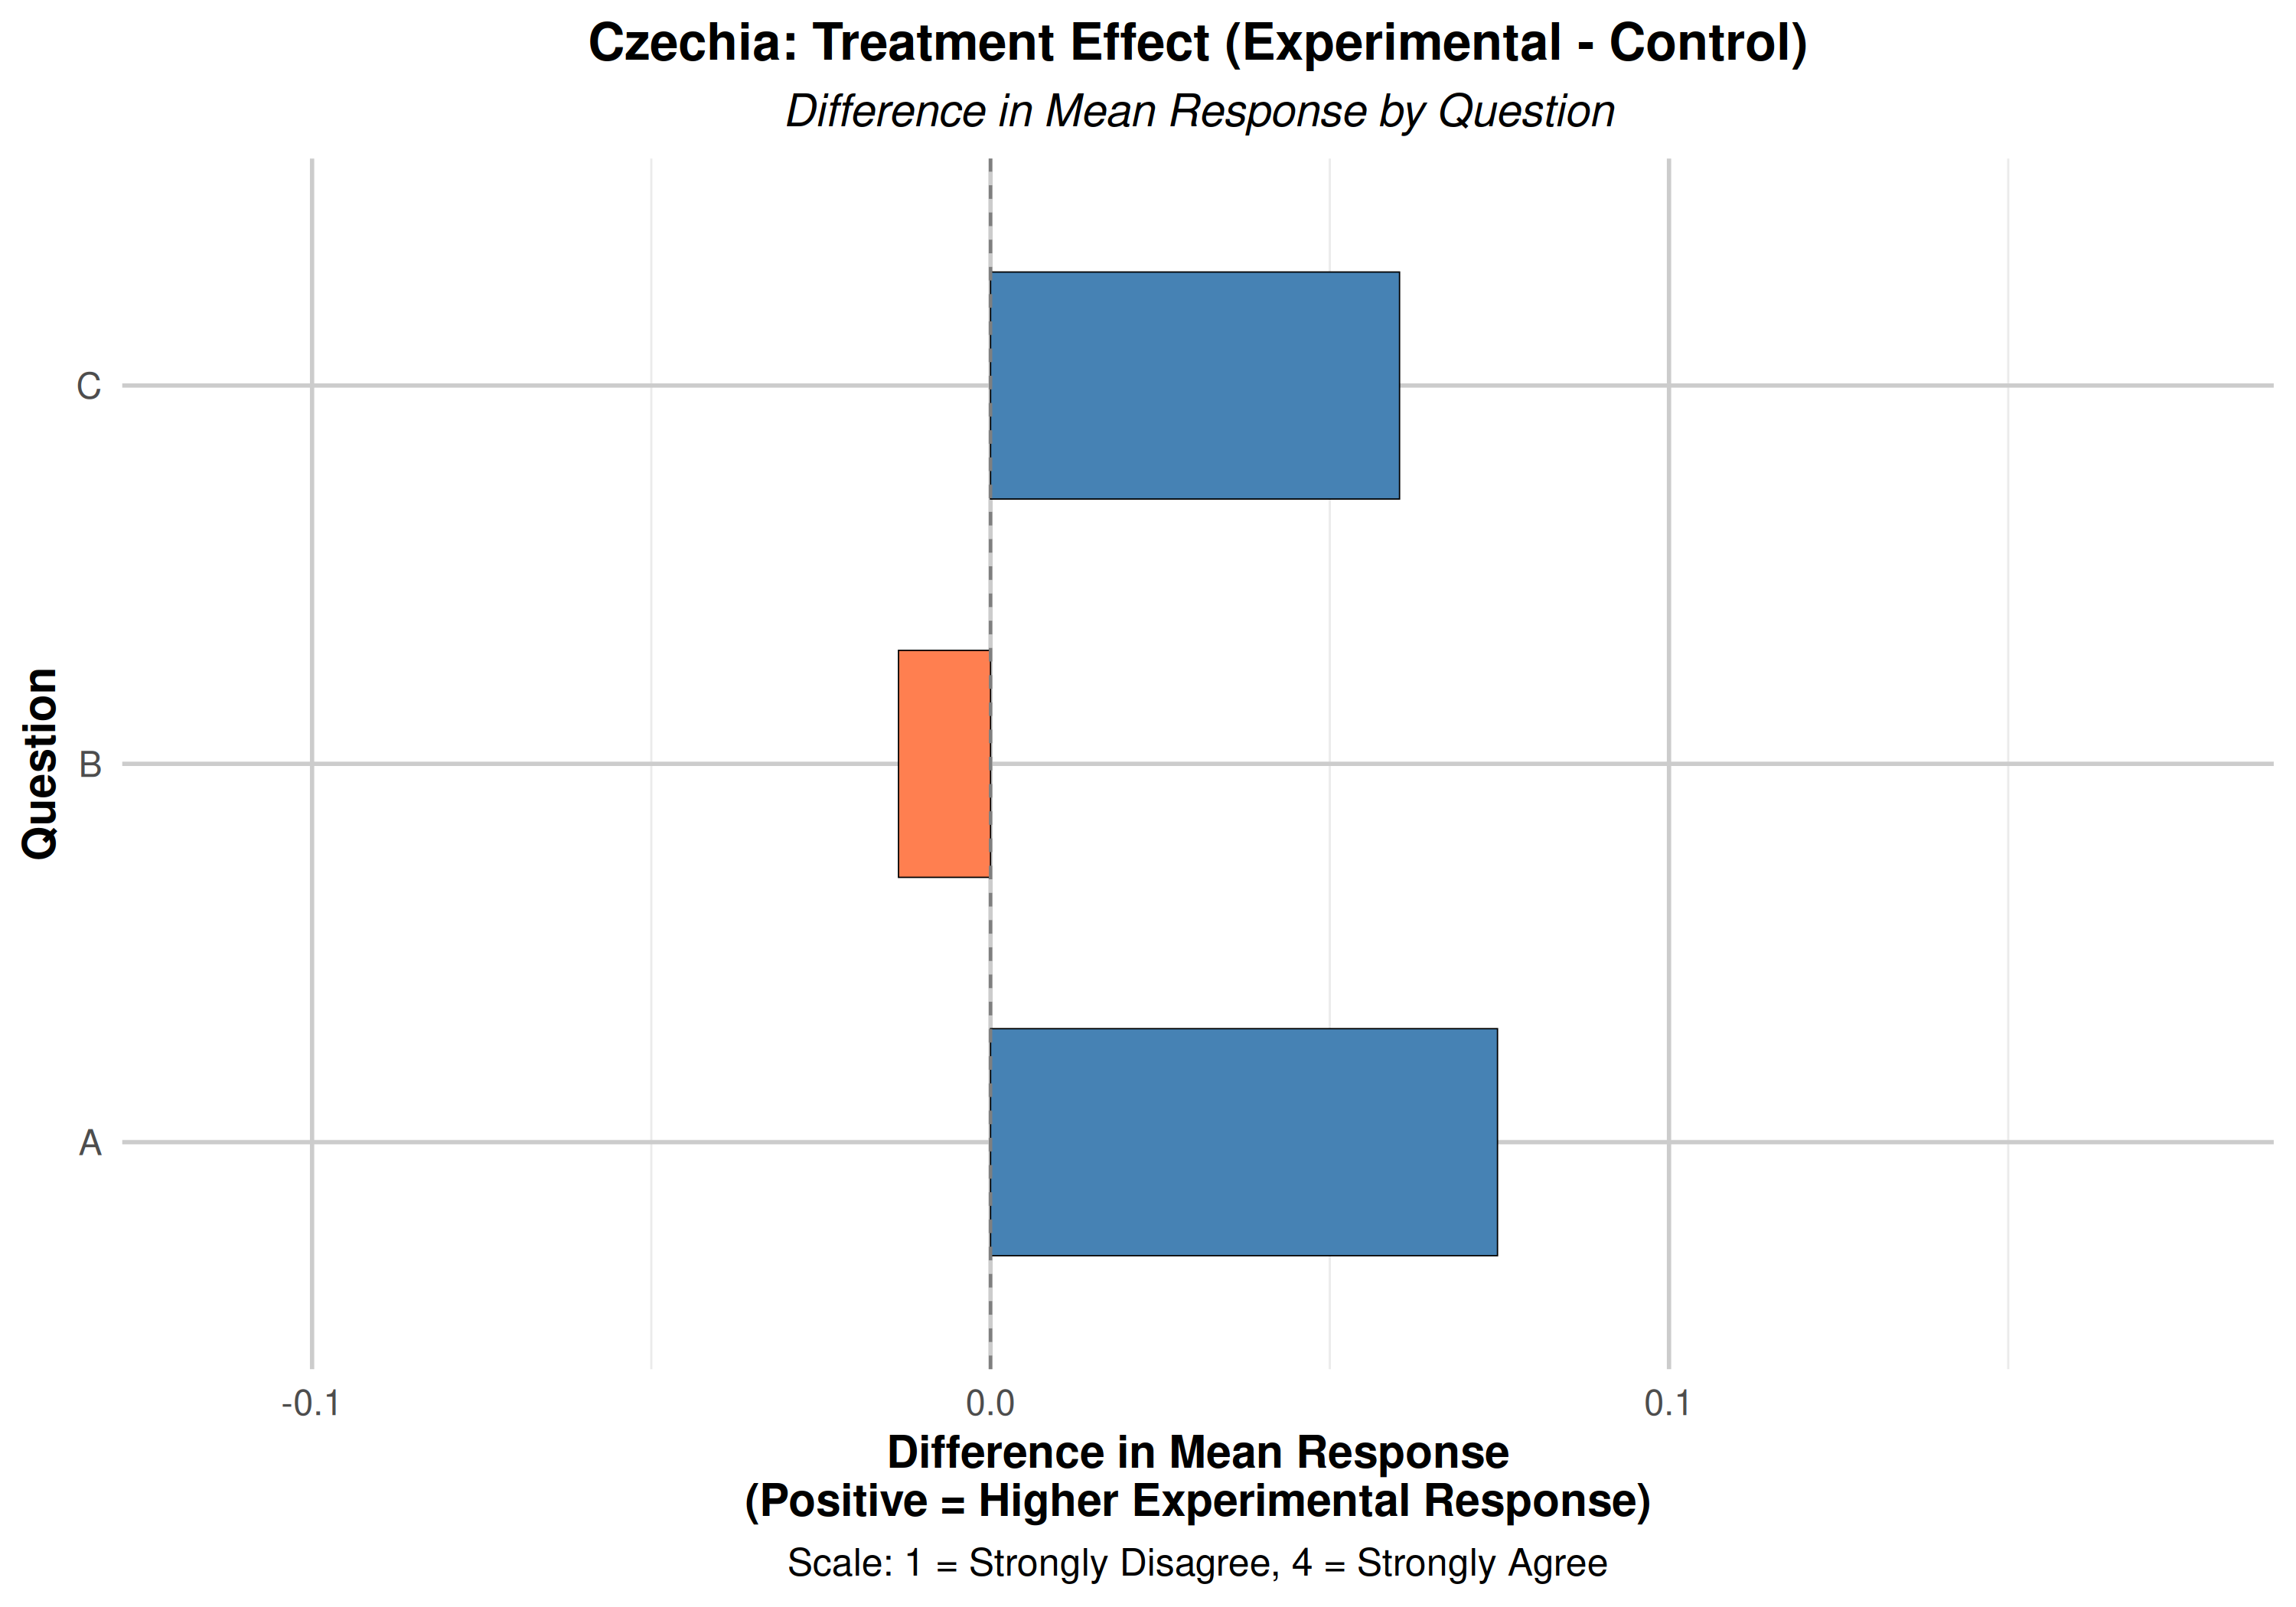 Czechia: Treatment Effect (Experimental - Control)
Difference in Mean Response by Question
Question
C
B
A
-0.1
0.0
0.1
Difference in Mean Response
(Positive = Higher Experimental Response)
Scale: 1 = Strongly Disagree, 4 = Strongly Agree